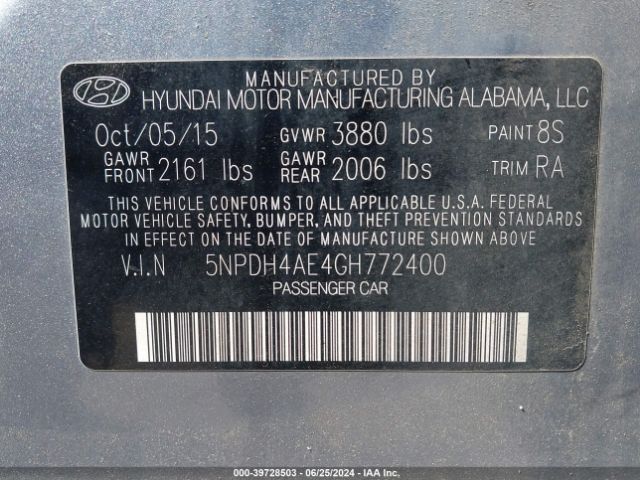 MANUFACTURED BY
HYUNDAI MOTOR MANUFACTURING ALABAMA, LLC
Oct/05/15 GVWR 3880 lbs PAINT 8S
GAWR FRONT 2161 lbs GAWR REAR 2006 lbs TRIM RA
THIS VEHICLE CONFORMS TO ALL APPLICABLE U.S.A. FEDERAL
MOTOR VEHICLE SAFETY, BUMPER, AND THEFT PREVENTION STANDARDS
IN EFFECT ON THE DATE OF MANUFACTURE SHOWN ABOVE
V.I.N 5NPDH4AE4GH772400
PASSENGER CAR
000-39728503 - 06/25/2024 - IAA Inc.